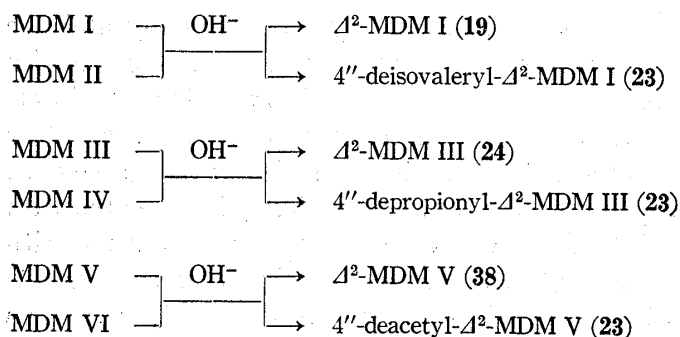 MDM I OH⁻ Δ²-MDM I (19)
MDM II 4''-deisovaleryl-Δ²-MDM I (23)
MDM III OH⁻ Δ²-MDM III (24)
MDM IV 4''-depropionyl-Δ²-MDM III (23)
MDM V OH⁻ Δ²-MDM V (38)
MDM VI 4''-deacetyl-Δ²-MDM V (23)